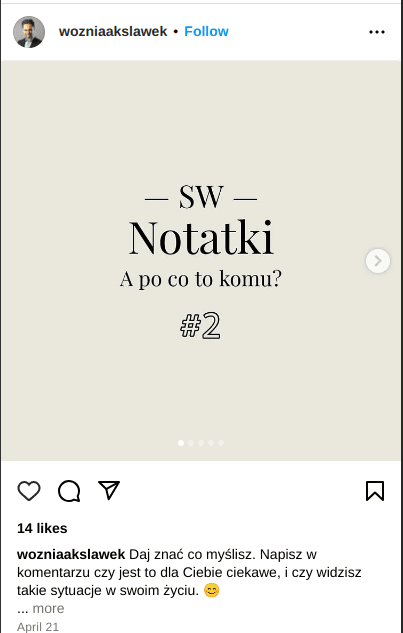 wozniaakslawek • Follow
— SW —
Notatki
A po co to komu?
#2
14 likes
wozniaakslawek Daj znać co myślisz. Napisz w
komentarzu czy jest to dla Ciebie ciekawe, i czy widzisz
takie sytuacje w swoim życiu. 😊
... more
April 21